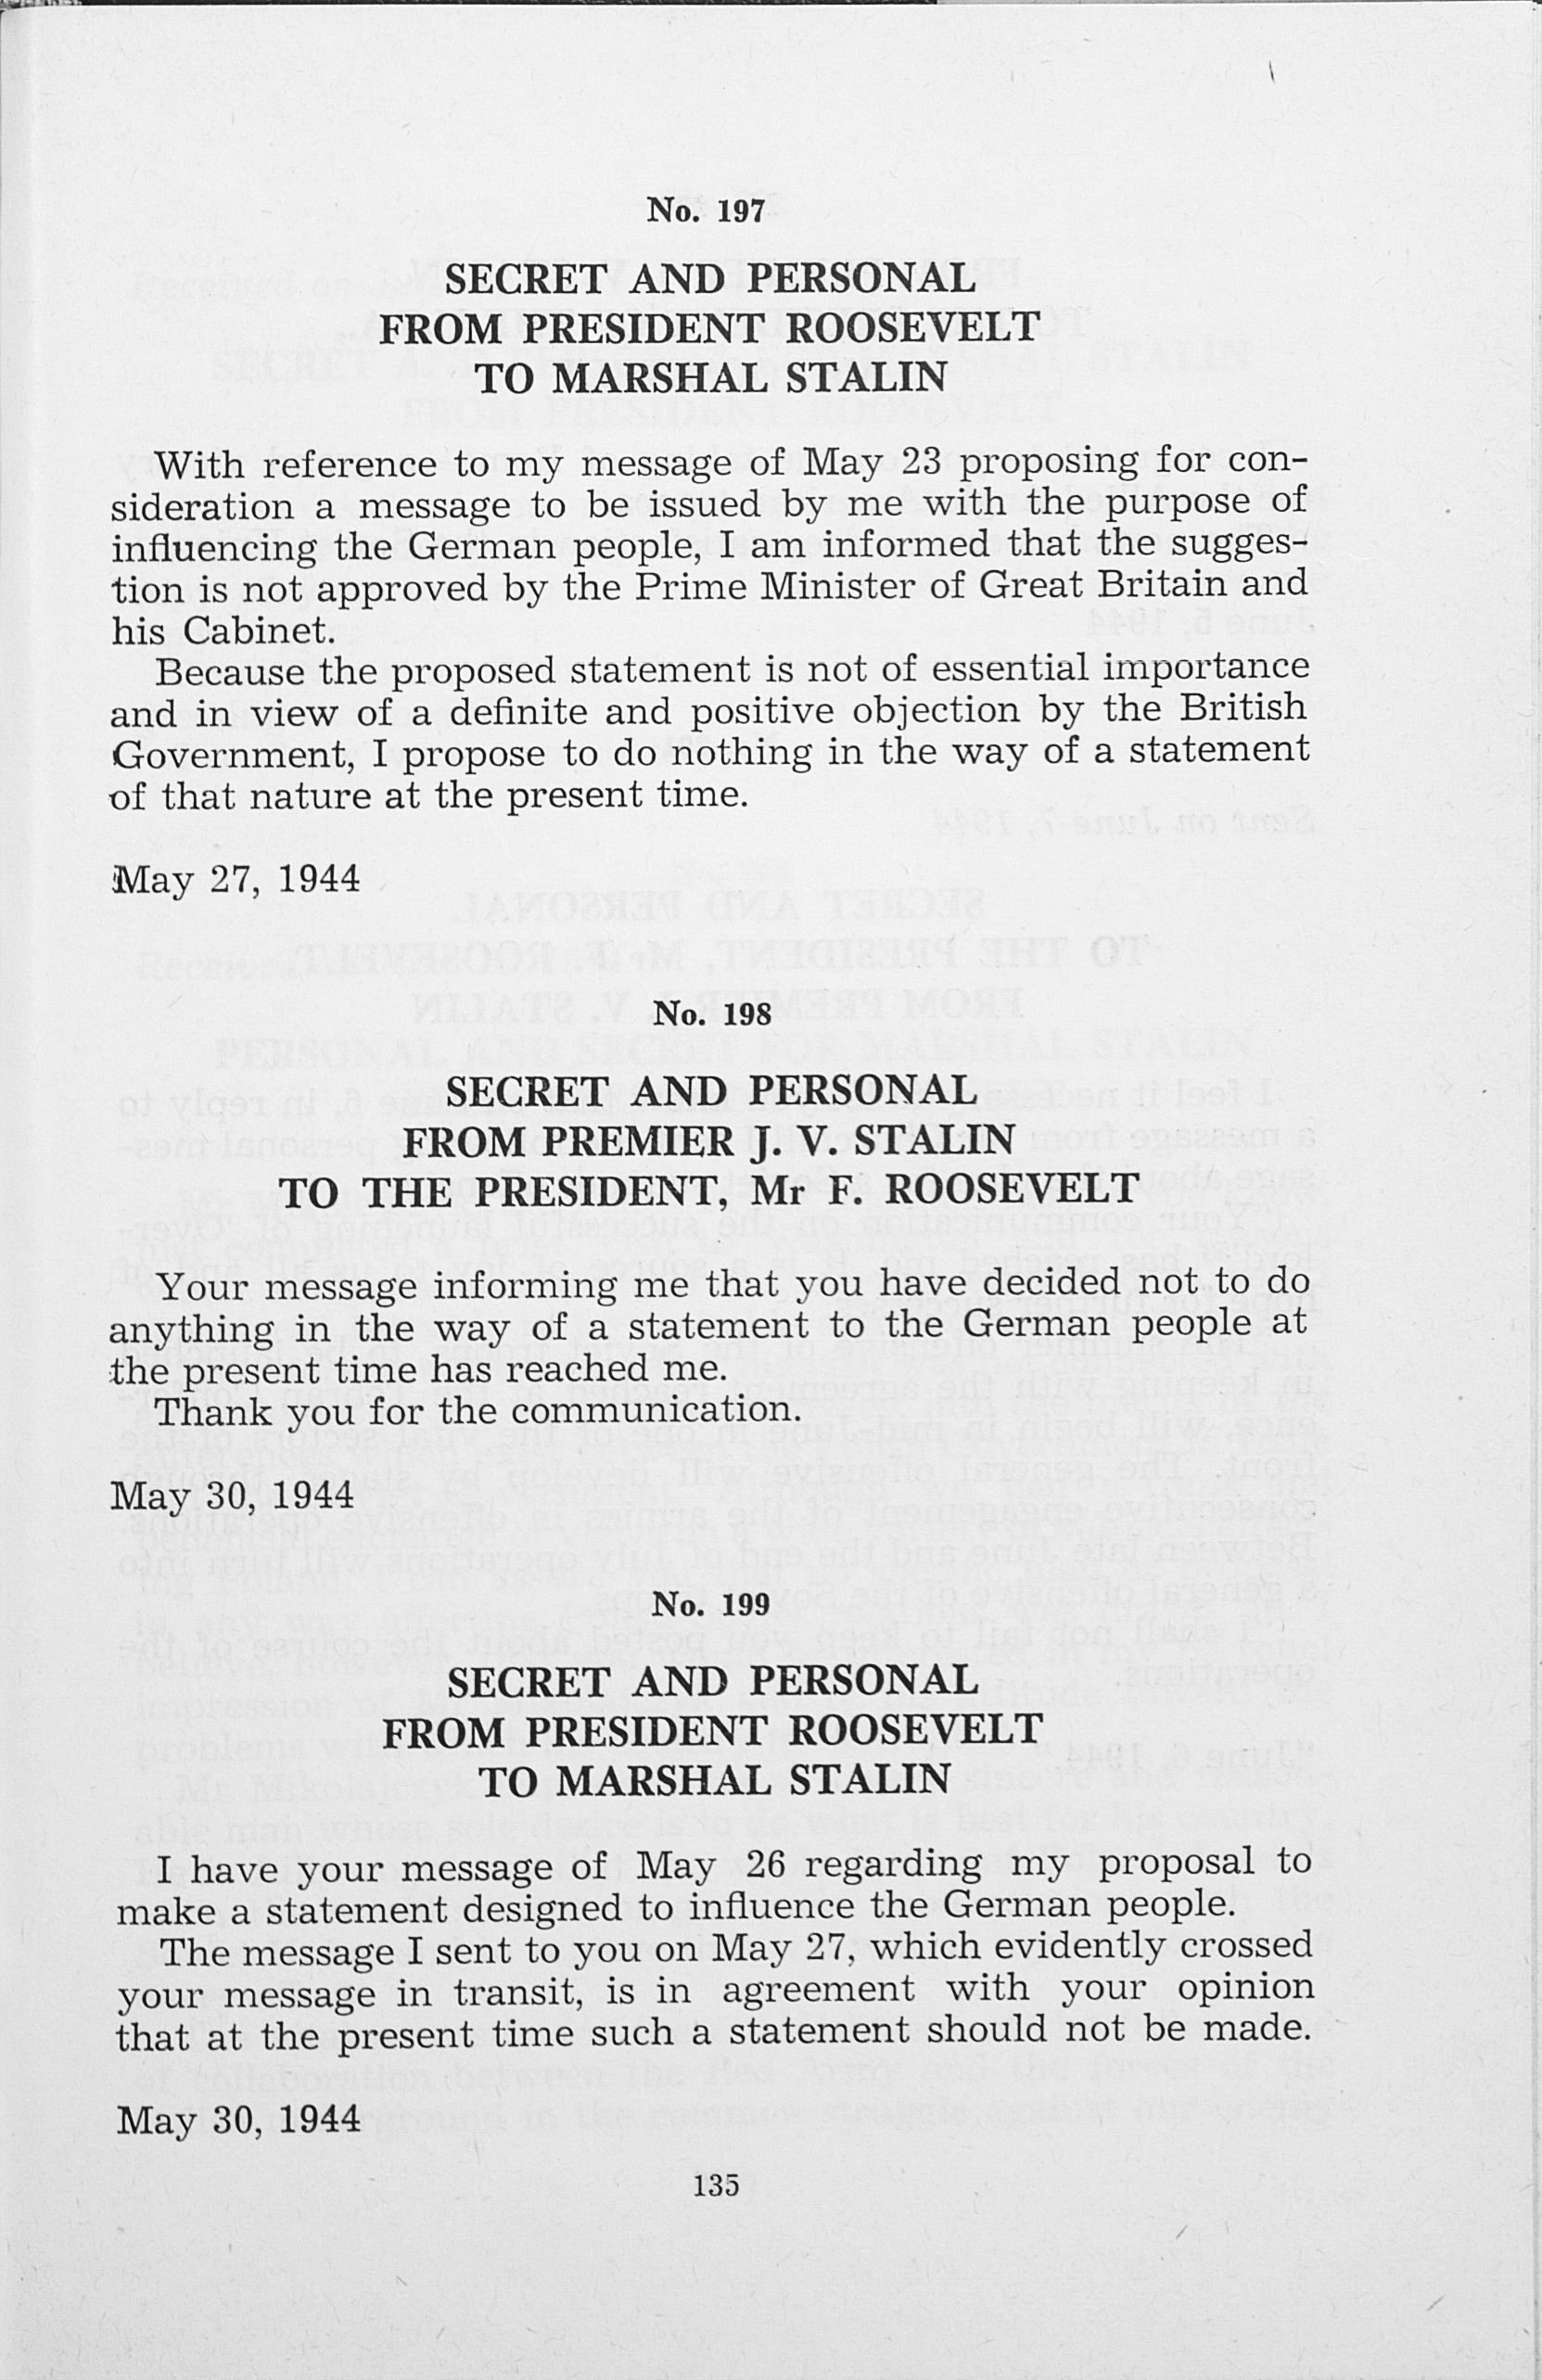 No. 197
SECRET AND PERSONAL
FROM PRESIDENT ROOSEVELT
TO MARSHAL STALIN
With reference to my message of May 23 proposing for con-
sideration a message to be issued by me with the purpose of
influencing the German people, I am informed that the sugges-
tion is not approved by the Prime Minister of Great Britain and
his Cabinet.
Because the proposed statement is not of essential importance
and in view of a definite and positive objection by the British
Government, I propose to do nothing in the way of a statement
of that nature at the present time.
May 27, 1944
No. 198
SECRET AND PERSONAL
FROM PREMIER J. V. STALIN
TO THE PRESIDENT, Mr F. ROOSEVELT
Your message informing me that you have decided not to do
anything in the way of a statement to the German people at
the present time has reached me.
Thank you for the communication.
May 30, 1944
No. 199
SECRET AND PERSONAL
FROM PRESIDENT ROOSEVELT
TO MARSHAL STALIN
I have your message of May 26 regarding my proposal to
make a statement designed to influence the German people.
The message I sent to you on May 27, which evidently crossed
your message in transit, is in agreement with your opinion
that at the present time such a statement should not be made.
May 30, 1944
135